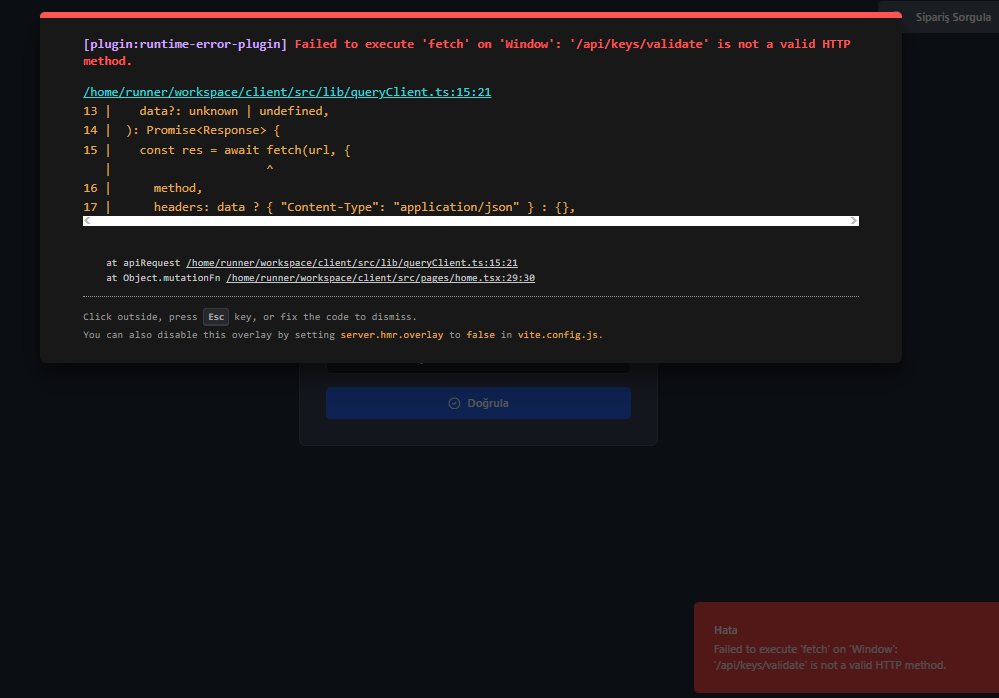 Sipariş Sorgula
[plugin:runtime-error-plugin] Failed to execute 'fetch' on 'Window': '/api/keys/validate' is not a valid HTTP
method.
/home/runner/workspace/client/src/lib/queryClient.ts:15:21
13 |    data?: unknown | undefined,
14 |  ): Promise<Response> {
15 |    const res = await fetch(url, {
   |                      ^
16 |      method,
17 |      headers: data ? { "Content-Type": "application/json" } : {},
at apiRequest /home/runner/workspace/client/src/lib/queryClient.ts:15:21
at Object.mutationFn /home/runner/workspace/client/src/pages/home.tsx:29:30
Click outside, press Esc key, or fix the code to dismiss.
You can also disable this overlay by setting server.hmr.overlay to false in vite.config.js.
Doğrula
Hata
Failed to execute 'fetch' on 'Window':
'/api/keys/validate' is not a valid HTTP method.